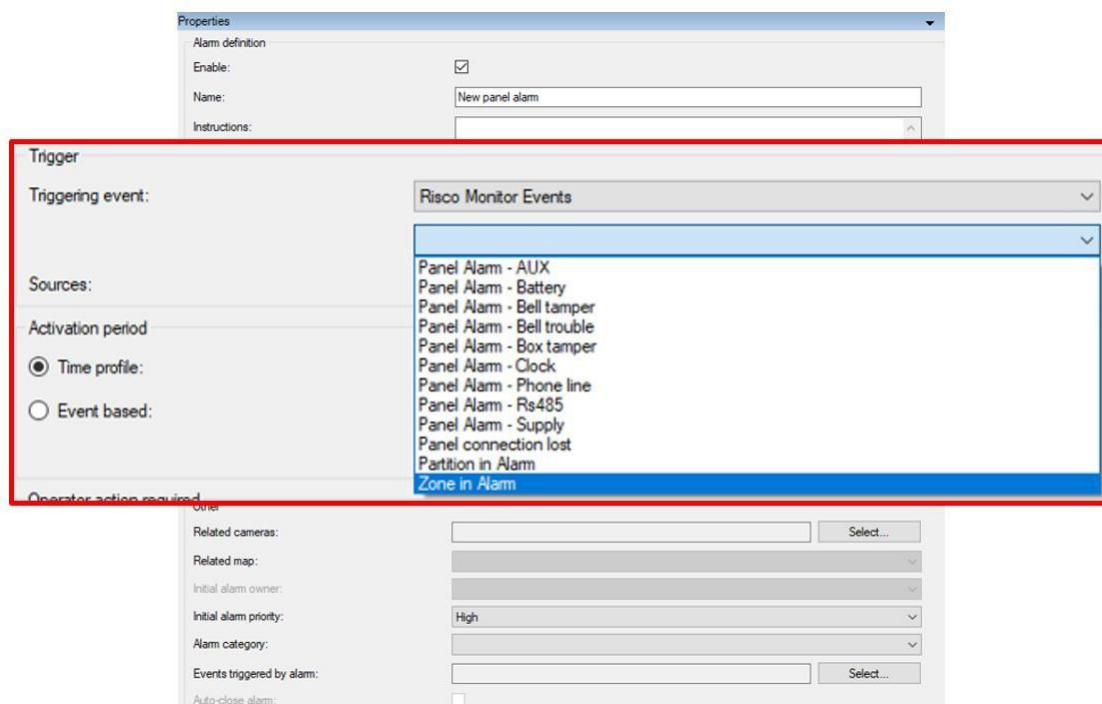 Properties
Alarm definition
Enable:
Name: New panel alarm
Instructions:
Trigger
Triggering event: Risco Monitor Events
Sources:
Panel Alarm - AUX
Panel Alarm - Battery
Panel Alarm - Bell tamper
Panel Alarm - Bell trouble
Panel Alarm - Box tamper
Panel Alarm - Clock
Panel Alarm - Phone line
Panel Alarm - Rs485
Panel Alarm - Supply
Panel connection lost
Partition in Alarm
Zone in Alarm
Activation period
Time profile:
Event based:
Operator action required
Other
Related cameras: Select...
Related map:
Initial alarm owner:
Initial alarm priority: High
Alarm category:
Events triggered by alarm: Select...
Auto-close alarm: